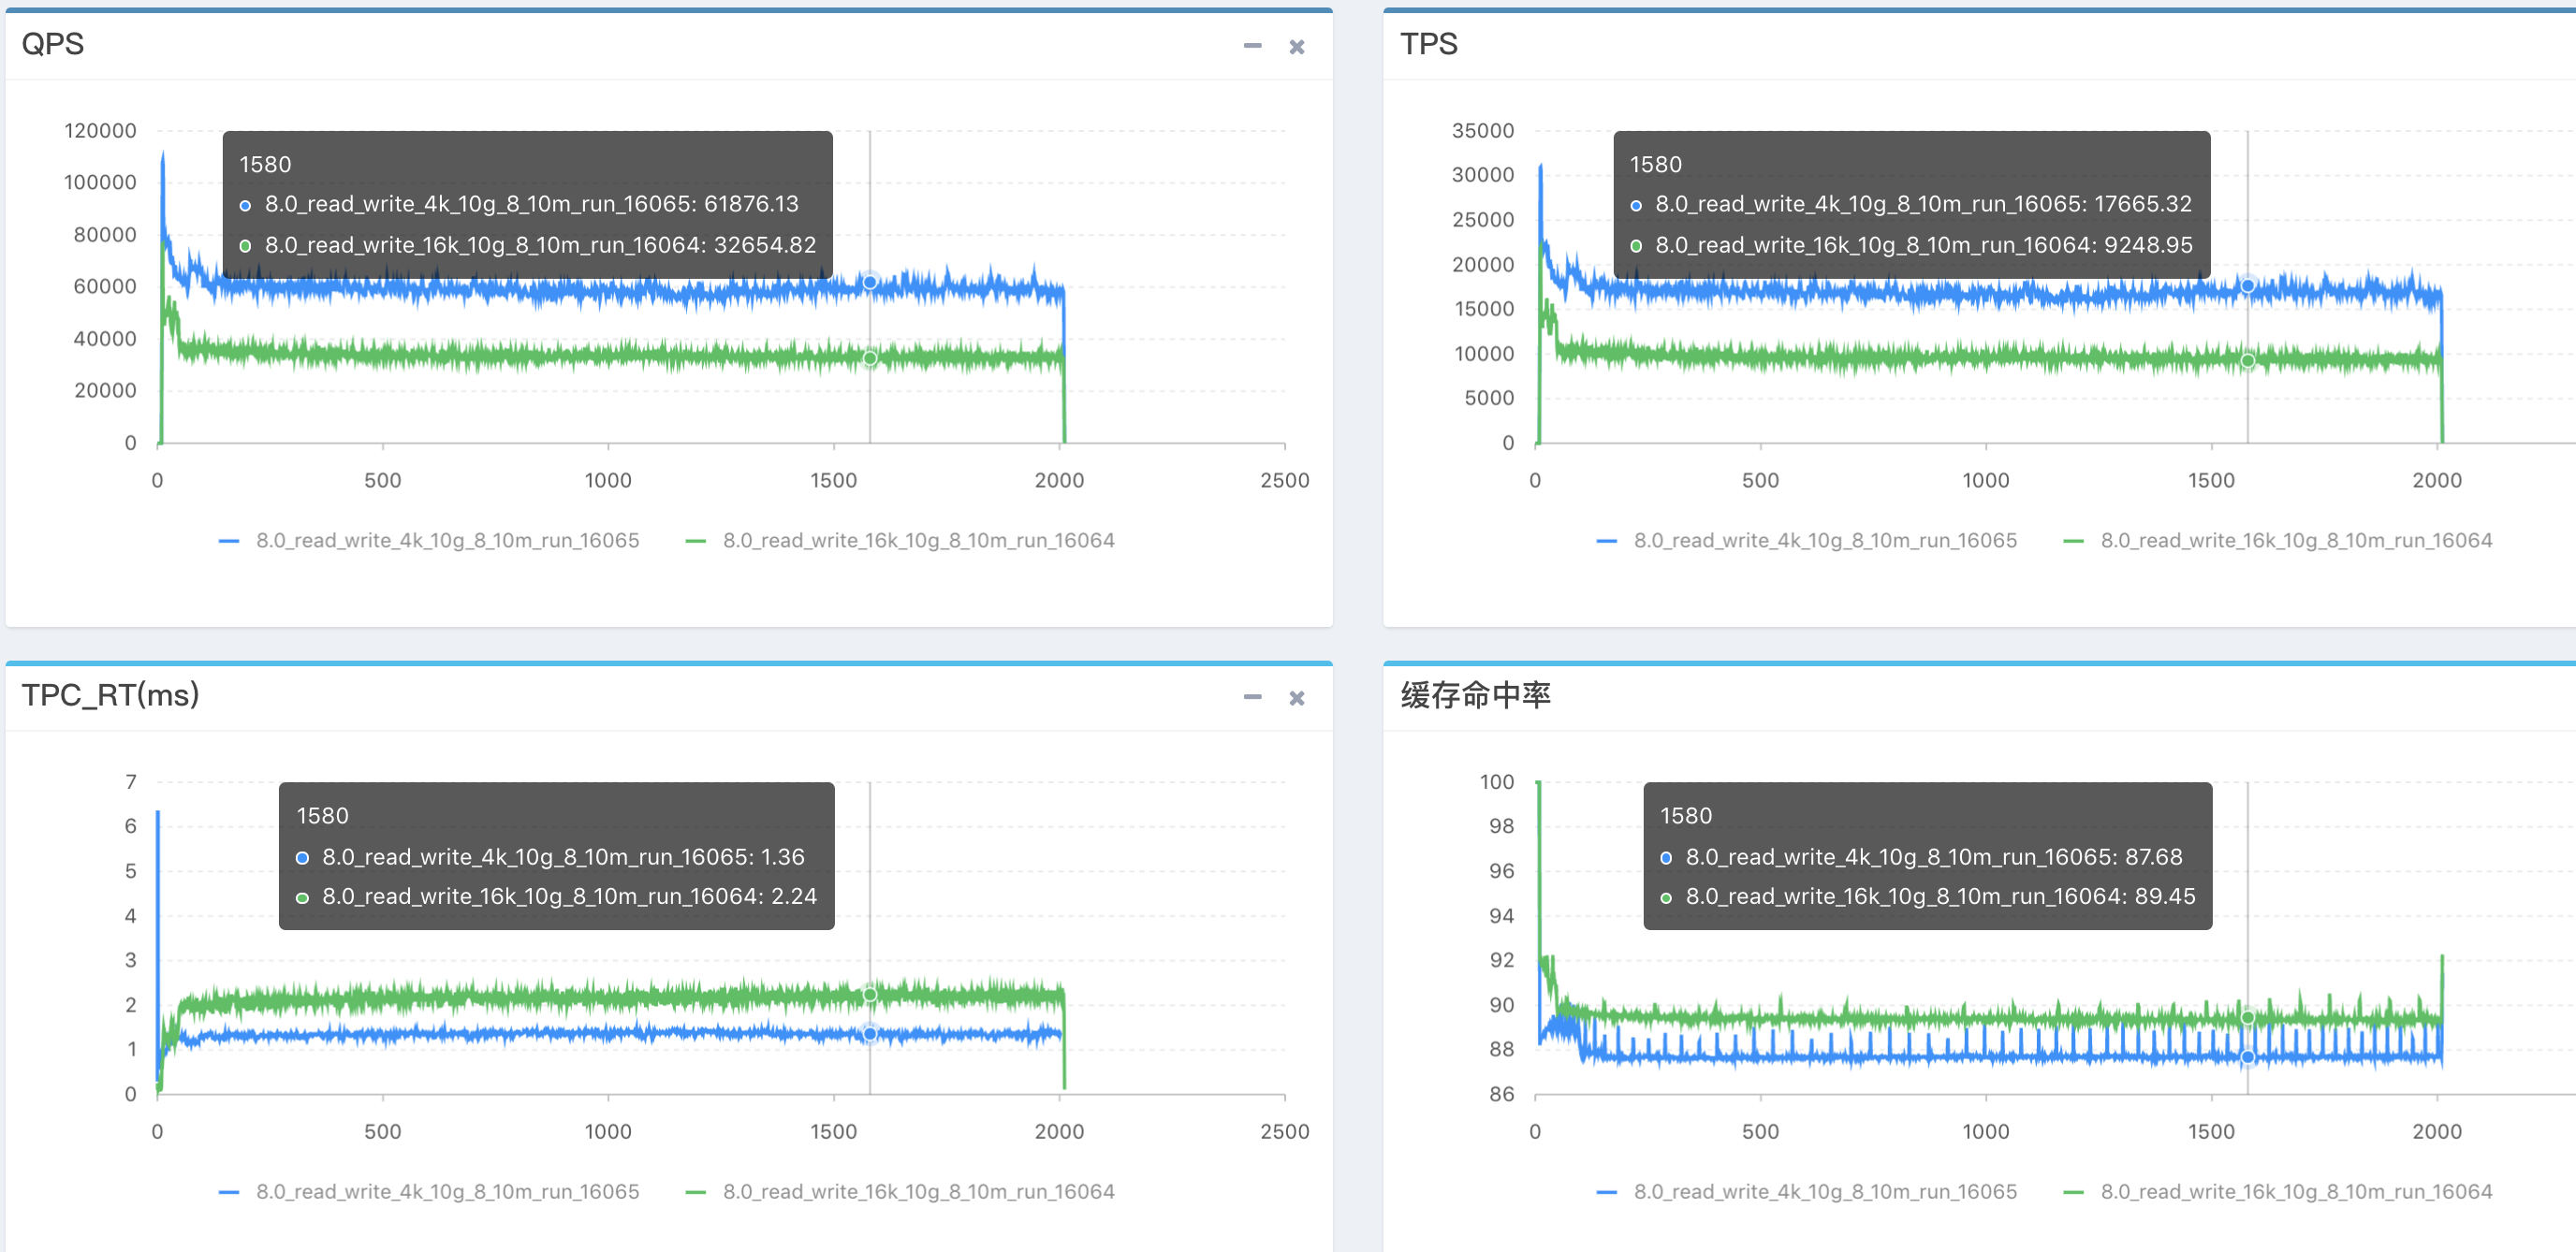 QPS
120000
100000
80000
60000
40000
20000
0
0 500 1000 1500 2000 2500
1580
8.0_read_write_4k_10g_8_10m_run_16065: 61876.13
8.0_read_write_16k_10g_8_10m_run_16064: 32654.82
8.0_read_write_4k_10g_8_10m_run_16065 8.0_read_write_16k_10g_8_10m_run_16064
TPS
35000
30000
25000
20000
15000
10000
5000
0
0 500 1000 1500 2000
1580
8.0_read_write_4k_10g_8_10m_run_16065: 17665.32
8.0_read_write_16k_10g_8_10m_run_16064: 9248.95
8.0_read_write_4k_10g_8_10m_run_16065 8.0_read_write_16k_10g_8_10m_run_16064
TPC_RT(ms)
7
6
5
4
3
2
1
0
0 500 1000 1500 2000 2500
1580
8.0_read_write_4k_10g_8_10m_run_16065: 1.36
8.0_read_write_16k_10g_8_10m_run_16064: 2.24
8.0_read_write_4k_10g_8_10m_run_16065 8.0_read_write_16k_10g_8_10m_run_16064
缓存命中率
100
98
96
94
92
90
88
86
0 500 1000 1500 2000
1580
8.0_read_write_4k_10g_8_10m_run_16065: 87.68
8.0_read_write_16k_10g_8_10m_run_16064: 89.45
8.0_read_write_4k_10g_8_10m_run_16065 8.0_read_write_16k_10g_8_10m_run_16064